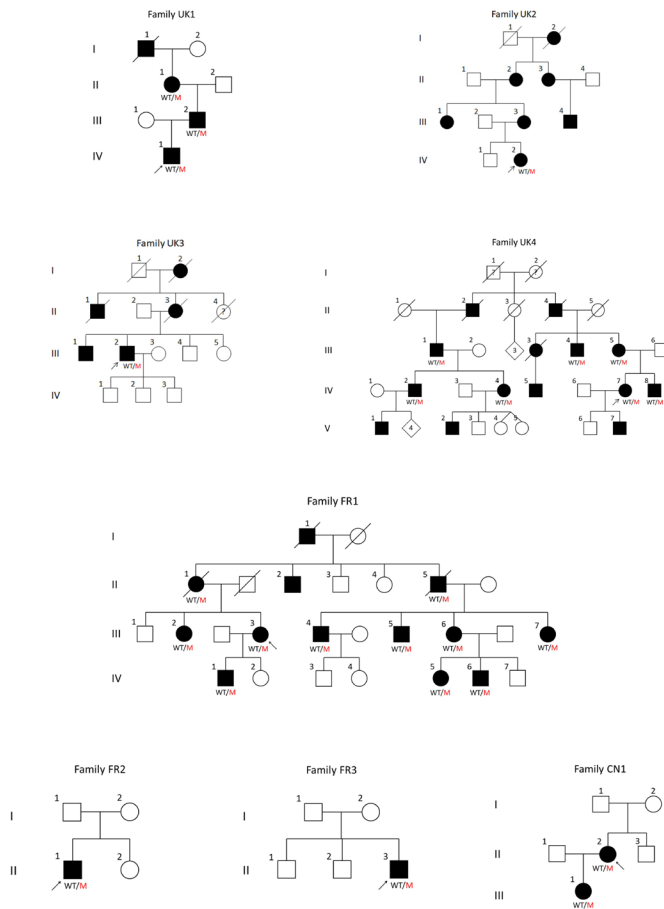 Family UK1
I 1 2
II 1 2
WT/M
III 1 2
WT/M
IV 1
WT/M
Family UK2
I 1 2
II 1 2 3 4
III 1 2 3 4
IV 1 2
WT/M
Family UK3
I 1 2
II 1 2 3 4
?
III 1 2 3 4 5
WT/M
IV 1 2 3
Family UK4
I 1 2
? ?
II 1 2 3 4 5
III 1 2 3 4 5 6
3
WT/M WT/M WT/M
IV 1 2 3 4 5 6 7 8
WT/M WT/M WT/M WT/M
V 1 2 3 4 5 6 7
4
Family FR1
I 1
II 1 2 3 4 5
WT/M WT/M
III 1 2 3 4 5 6 7
WT/M WT/M WT/M WT/M WT/M WT/M
IV 1 2 3 4 5 6 7
WT/M WT/M WT/M
Family FR2
I 1 2
II 1 2
WT/M
Family FR3
I 1 2
II 1 2 3
WT/M
Family CN1
I 1 2
II 1 2 3
WT/M
III 1
WT/M